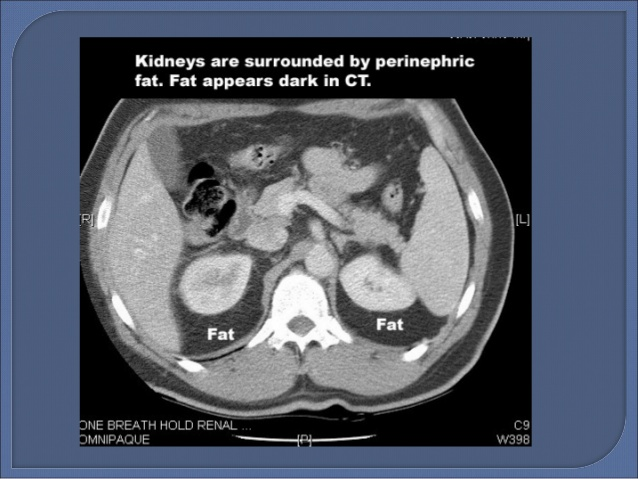 Kidneys are surrounded by perinephric
fat. Fat appears dark in CT.
[R]
[L]
Fat
Fat
ONE BREATH HOLD RENAL ...
OMNIPAQUE
[P]
C9
W398